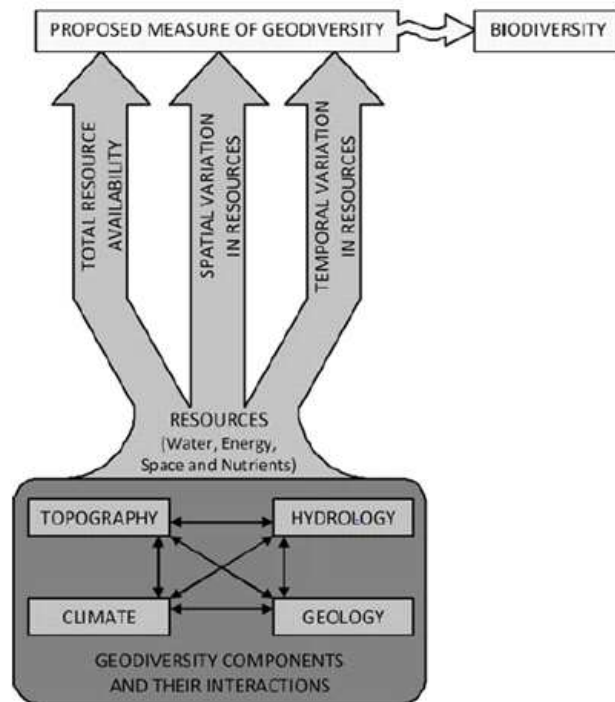 PROPOSED MEASURE OF GEODIVERSITY
BIODIVERSITY
TOTAL RESOURCE
AVAILABILITY
SPATIAL VARIATION
IN RESOURCES
TEMPORAL VARIATION
IN RESOURCES
RESOURCES
(Water, Energy,
Space and Nutrients)
TOPOGRAPHY
HYDROLOGY
CLIMATE
GEOLOGY
GEODIVERSITY COMPONENTS
AND THEIR INTERACTIONS